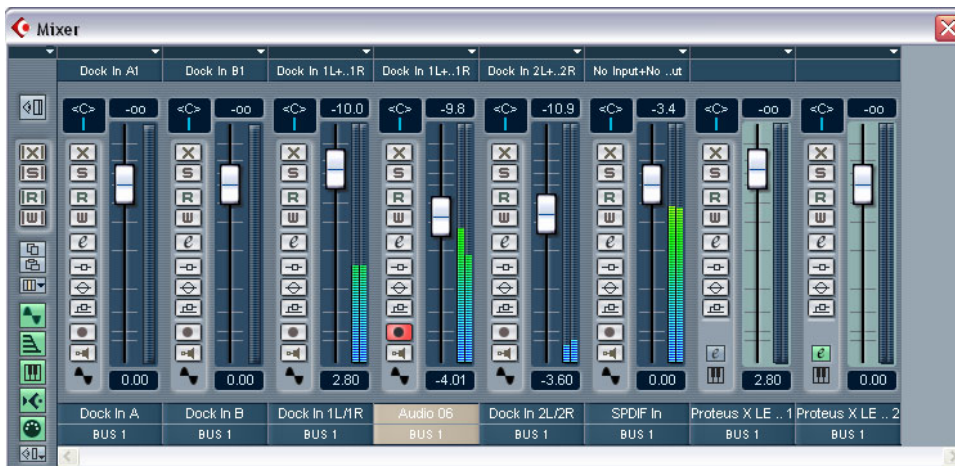 Mixer
Dock In A1 Dock In B1 Dock In 1L+..1R Dock In 1L+..1R Dock In 2L+..2R No Input+No ..ut
<C> -oo <C> -oo <C> -10.0 <C> -9.8 <C> -10.9 <C> -3.4 <C> -oo <C> -oo
X X X X X X X X X
S S S S S S S S S
R R R R R R R R R
W W W W W W W W W
e e e e e e
e e
0.00 0.00 2.80 -4.01 -3.60 0.00 2.80 0.00
Dock In A Dock In B Dock In 1L/1R Audio 06 Dock In 2L/2R SPDIF In Proteus X LE .. 1 Proteus X LE .. 2
BUS 1 BUS 1 BUS 1 BUS 1 BUS 1 BUS 1 BUS 1 BUS 1